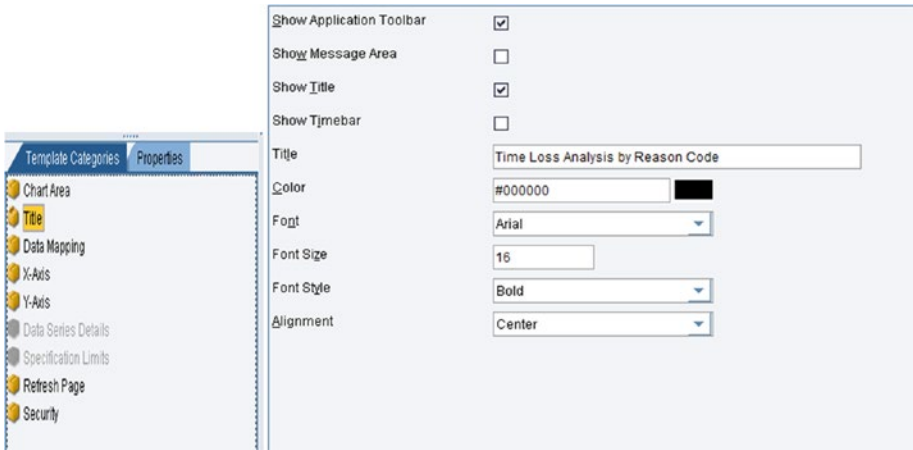 Template Categories Properties
Chart Area
Title
Data Mapping
X-Axis
Y-Axis
Data Series Details
Specification Limits
Refresh Page
Security
Show Application Toolbar
Show Message Area
Show Title
Show Timebar
Title Time Loss Analysis by Reason Code
Color #000000
Font Arial
Font Size 16
Font Style Bold
Alignment Center